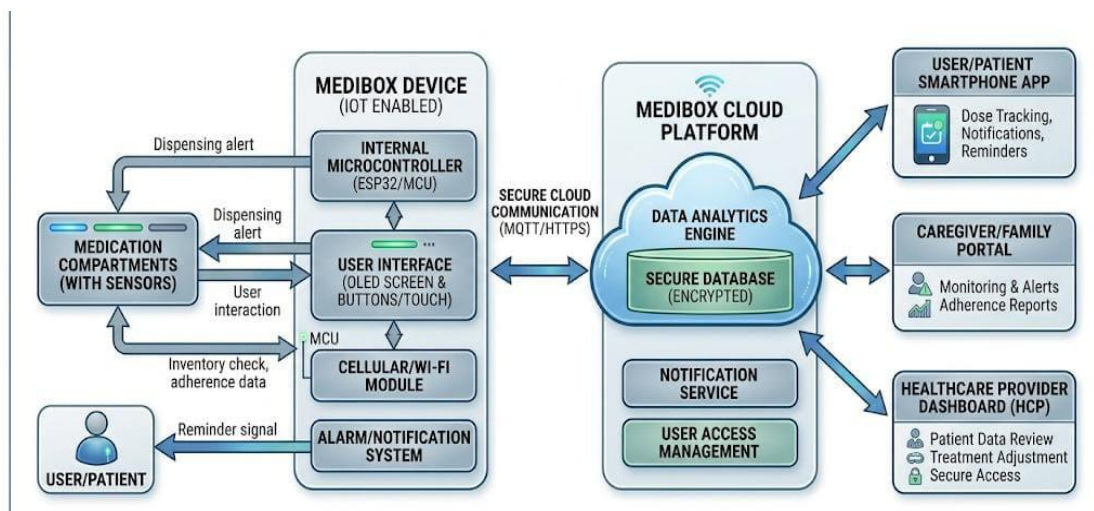 MEDIBOX DEVICE
(IOT ENABLED)
Dispensing alert
INTERNAL
MICROCONTROLLER
(ESP32/MCU)
Dispensing
alert
MEDICATION
COMPARTMENTS
(WITH SENSORS)
USER INTERFACE
(OLED SCREEN &
BUTTONS/TOUCH)
User
interaction
MCU
Inventory check,
adherence data
CELLULAR/WI-FI
MODULE
Reminder signal
ALARM/NOTIFICATION
SYSTEM
USER/PATIENT
SECURE CLOUD
COMMUNICATION
(MQTT/HTTPS)
MEDIBOX CLOUD
PLATFORM
DATA ANALYTICS
ENGINE
SECURE DATABASE
(ENCRYPTED)
NOTIFICATION
SERVICE
USER ACCESS
MANAGEMENT
USER/PATIENT
SMARTPHONE APP
Dose Tracking,
Notifications,
Reminders
CAREGIVER/FAMILY
PORTAL
Monitoring & Alerts
Adherence Reports
HEALTHCARE PROVIDER
DASHBOARD (HCP)
Patient Data Review
Treatment Adjustment
Secure Access